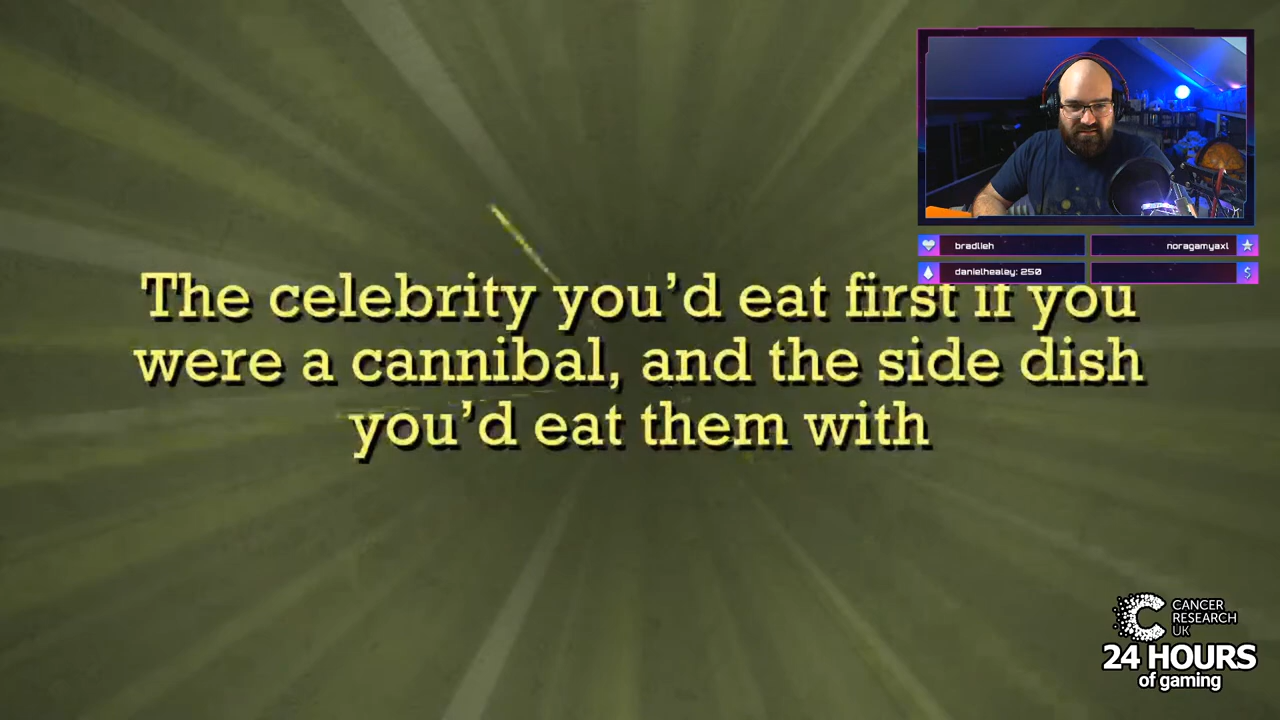 bradlieh
noragamyaxl
danielhealey: 250
The celebrity you'd eat first if you
were a cannibal, and the side dish
you'd eat them with
CANCER
RESEARCH
UK
24 HOURS
of gaming